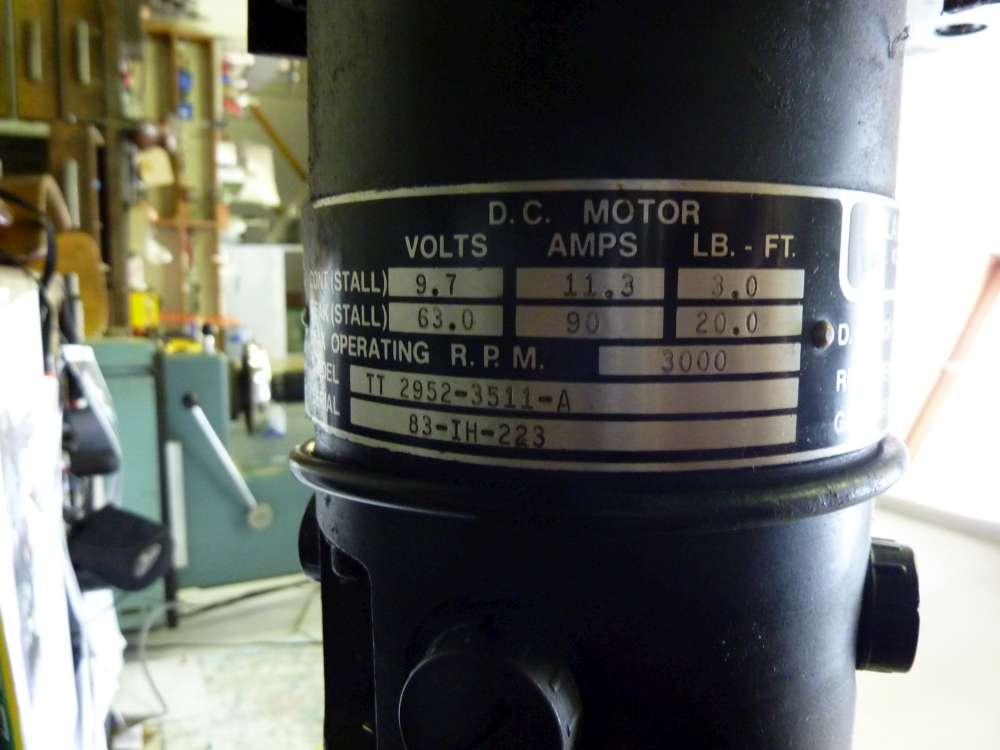 D.C. MOTOR
VOLTS AMPS LB.-FT.
CONT(STALL) 9.7 11.3 3.0
(STALL) 63.0 90 20.0
OPERATING R.P.M. 3000
TT 2952-3511-A
83-IH-223